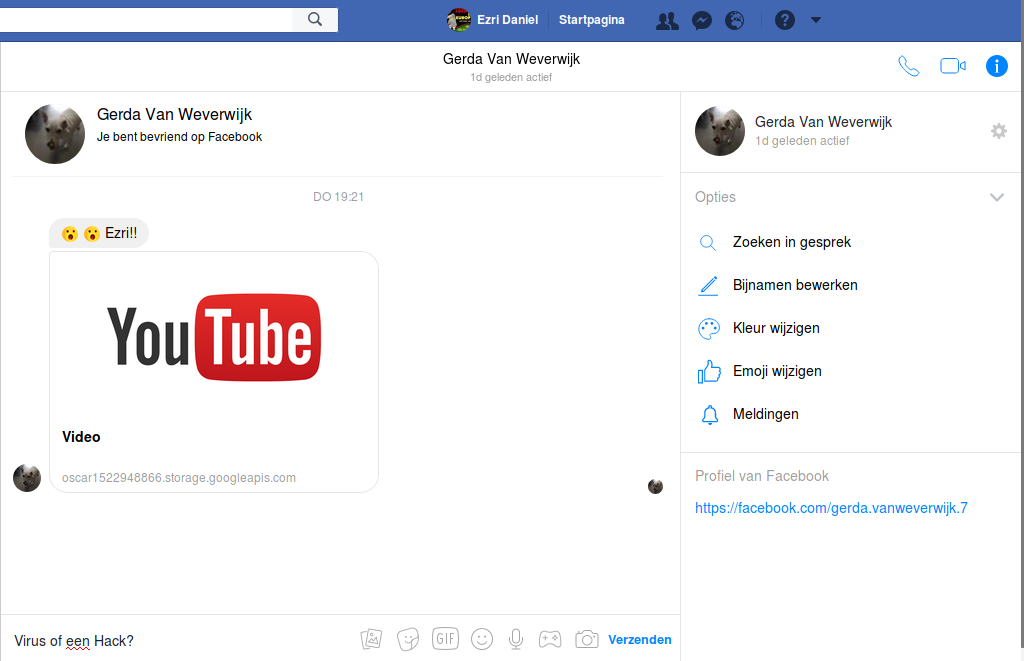 Ezri Daniel Startpagina
Gerda Van Weverwijk
1d geleden actief
Gerda Van Weverwijk
Je bent bevriend op Facebook
DO 19:21
😮 😮 Ezri!!
YouTube
Video
oscar1522948866.storage.googleapis.com
Virus of een Hack?
GIF
Verzenden
Gerda Van Weverwijk
1d geleden actief
Opties
Zoeken in gesprek
Bijnamen bewerken
Kleur wijzigen
Emoji wijzigen
Meldingen
Profiel van Facebook
https://facebook.com/gerda.vanweverwijk.7